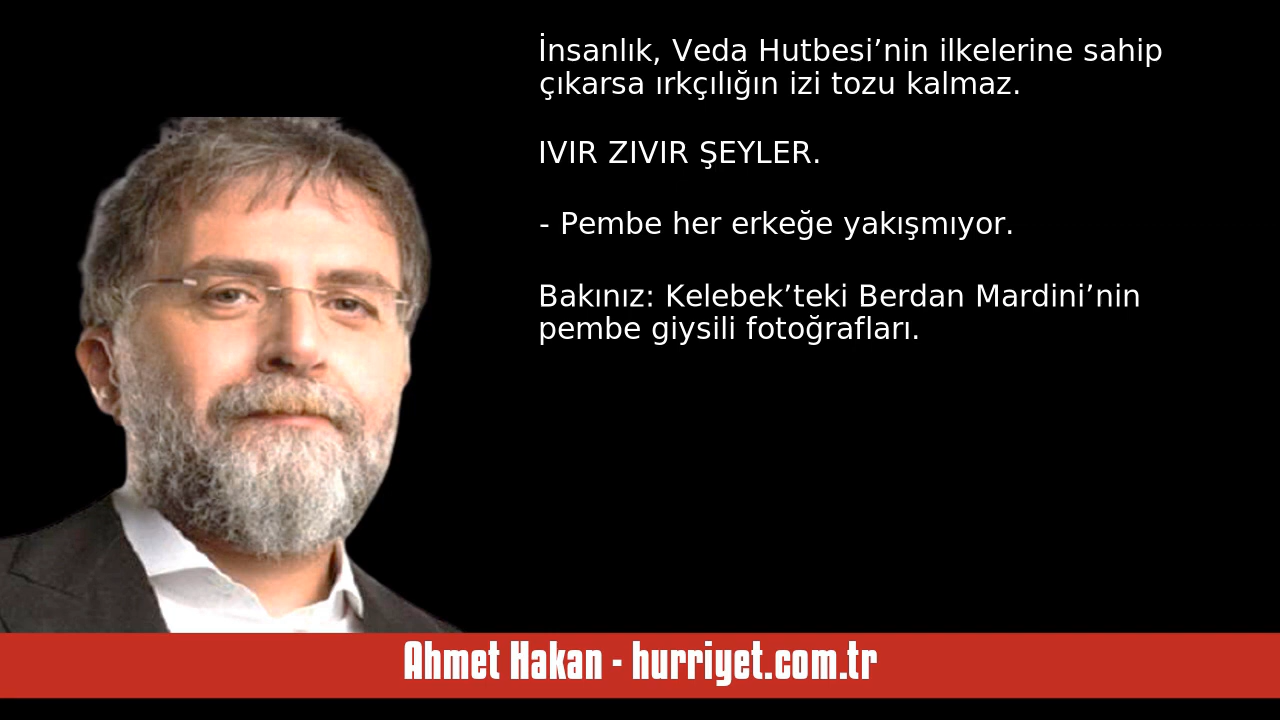 İnsanlık, Veda Hutbesi’nin ilkelerine sahip
çıkarsa ırkçılığın izi tozu kalmaz.
IVIR ZIVIR ŞEYLER.
- Pembe her erkeğe yakışmıyor.
Bakınız: Kelebek’teki Berdan Mardini’nin
pembe giysili fotoğrafları.
Ahmet Hakan - hurriyet.com.tr